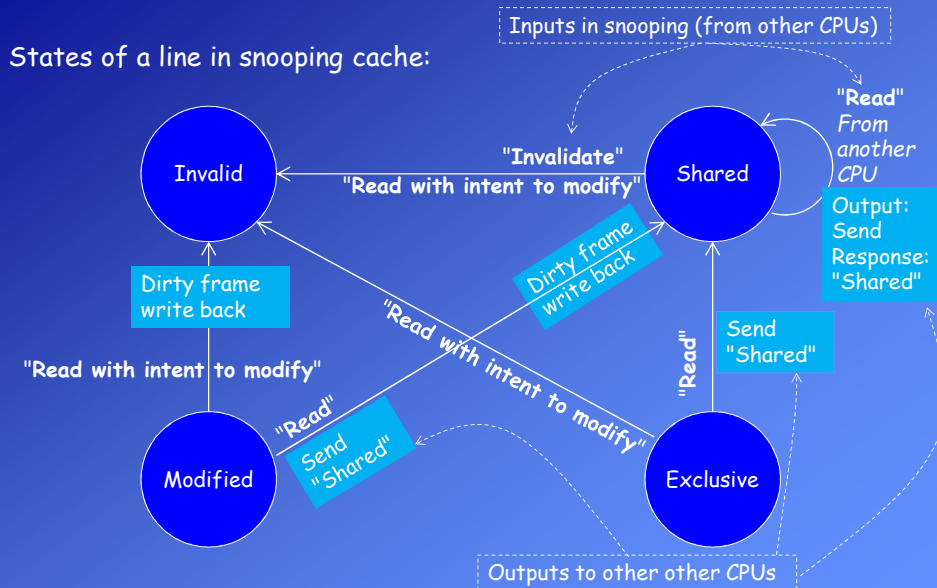 Inputs in snooping (from other CPUs)
States of a line in snooping cache:
"Read"
From
another
CPU
Invalid
"Invalidate"
"Read with intent to modify"
Shared
Output:
Send
Response:
"Shared"
Dirty frame
write back
Dirty frame
write back
"Read with intent to modify"
"Read"
Send
"Shared"
"Read with intent to modify"
"Read"
Send
"Shared"
Modified
Exclusive
Outputs to other other CPUs